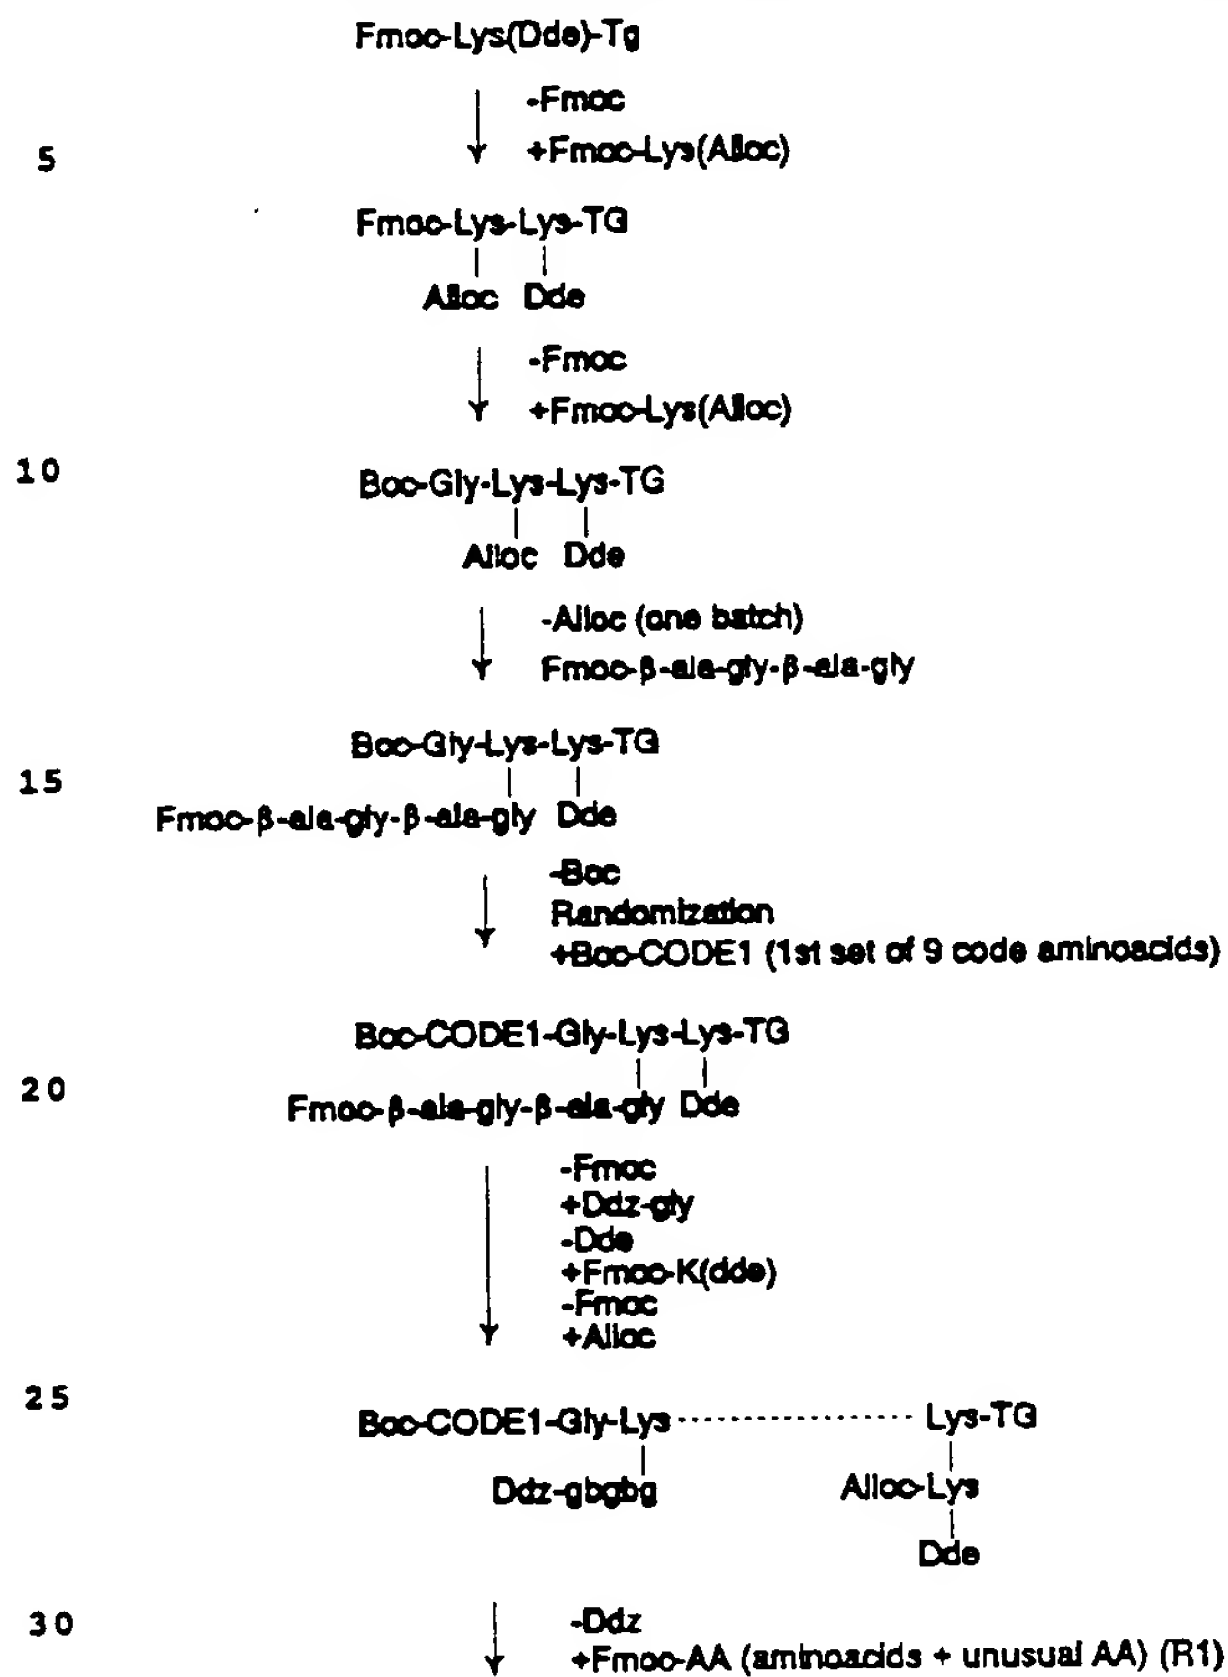 Fmoc-Lys(Dde)-Tg
-Fmoc
5 +Fmoc-Lys(Alloc)
Fmoc-Lys-Lys-TG
Alloc Dde
-Fmoc
+Fmoc-Lys(Alloc)
10 Boc-Gly-Lys-Lys-TG
Alloc Dde
-Alloc (one batch)
Fmoc-β-ala-gly-β-ala-gly
Boc-Gly-Lys-Lys-TG
15
Fmoc-β-ala-gly-β-ala-gly Dde
-Boc
Randomization
+Boc-CODE1 (1st set of 9 code aminoacids)
Boc-CODE1-Gly-Lys-Lys-TG
20
Fmoc-β-ala-gly-β-ala-gly Dde
-Fmoc
+Ddz-gly
-Dde
+Fmoc-K(dde)
-Fmoc
+Alloc
25
Boc-CODE1-Gly-Lys Lys-TG
Ddz-gbgbg Alloc-Lys
Dde
30 -Ddz
+Fmoc-AA (aminoacids + unusual AA) (R1)